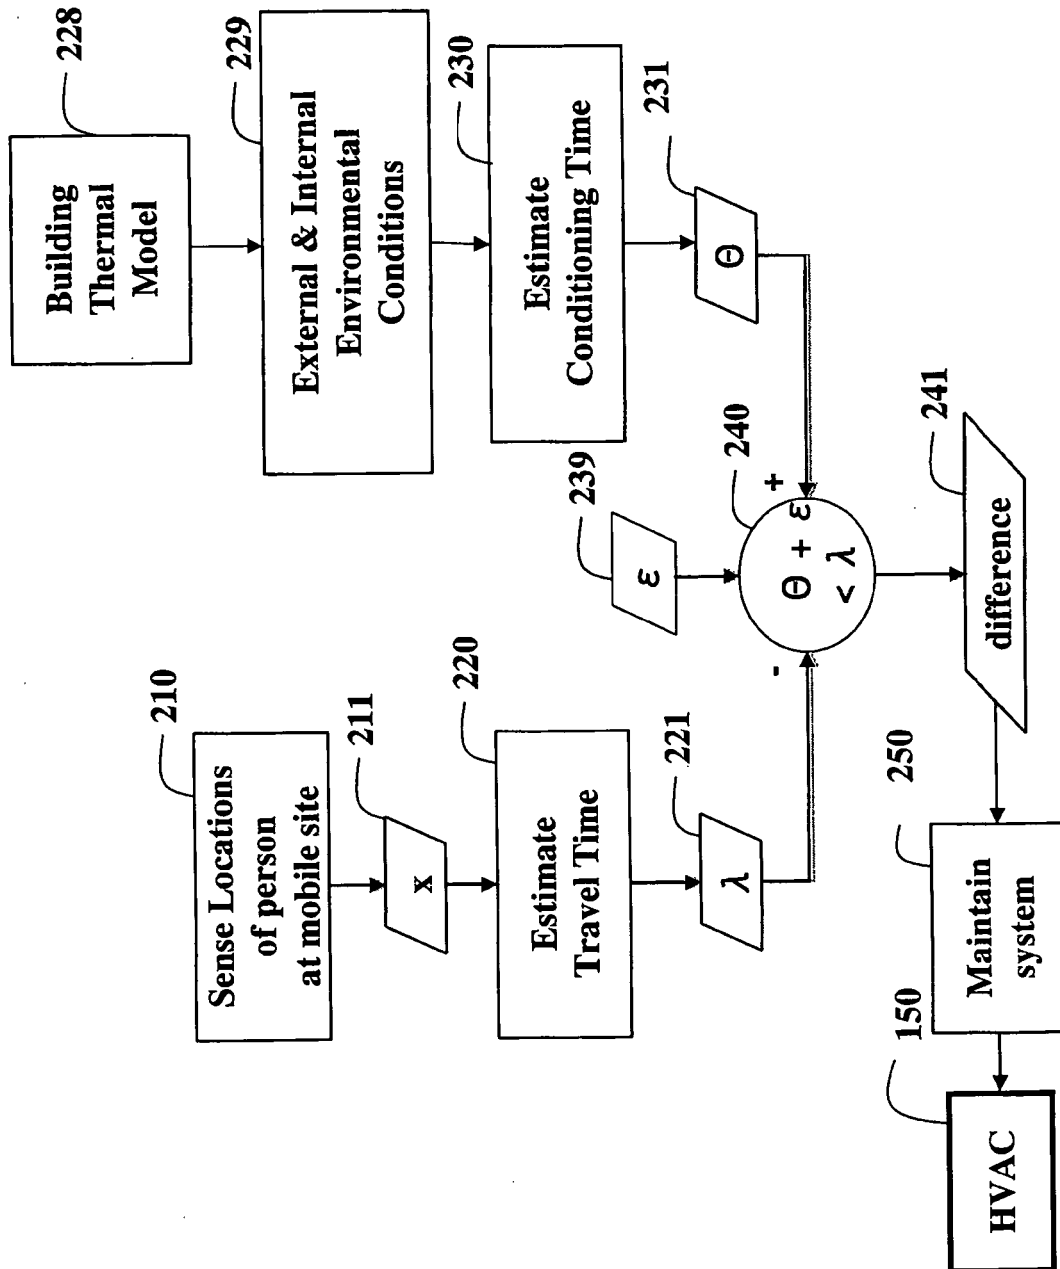 210
Sense Locations
of person
at mobile site
211
x
220
Estimate
Travel Time
221
λ
228
Building
Thermal
Model
229
External & Internal
Environmental
Conditions
230
Estimate
Conditioning Time
231
Θ
239
ε
240
Θ + ε
< λ
-
+
241
difference
250
Maintain
system
150
HVAC